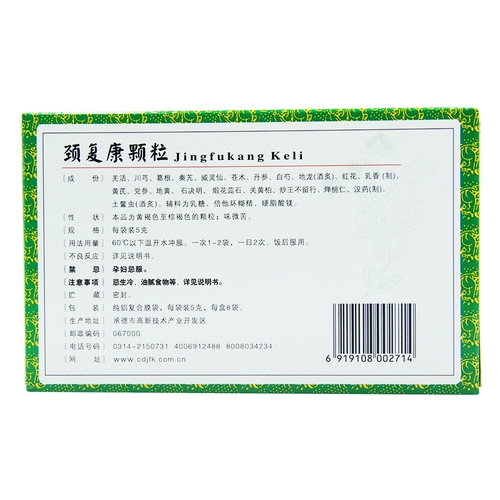 颈复康颗粒 Jingfukang Keli
〔成 份〕 羌活、川芎、葛根、秦艽、威灵仙、苍术、丹参、白芍、地龙(酒炙)、红花、乳香(制)、
黄芪、党参、地黄、石决明、煅花蕊石、关黄柏、炒王不留行、燀桃仁、没药(制)、
土鳖虫(酒炙)。辅料为乳糖、倍他环糊精、硬脂酸镁。
〔性 状〕 本品为黄褐色至棕褐色的颗粒；味微苦。
〔规 格〕 每袋装5克
〔用法用量〕 60℃以下温开水冲服。一次1-2袋，一日2次、饭后服用。
〔不良反应〕 详见说明书。
〔禁 忌〕 孕妇忌服。
〔注意事项〕 忌生冷、油腻食物等，详见说明书。
〔贮 藏〕 密封。
〔包 装〕 纯铝复合膜袋，每袋装5克，每盒8袋。
〔生产地址〕 承德市高新技术产业开发区
〔邮政编码〕 067000
〔电话号码〕 0314-2150731 4006912488 8008034234
〔网 址〕 www.cdjfk.com.cn
6 919108 002714